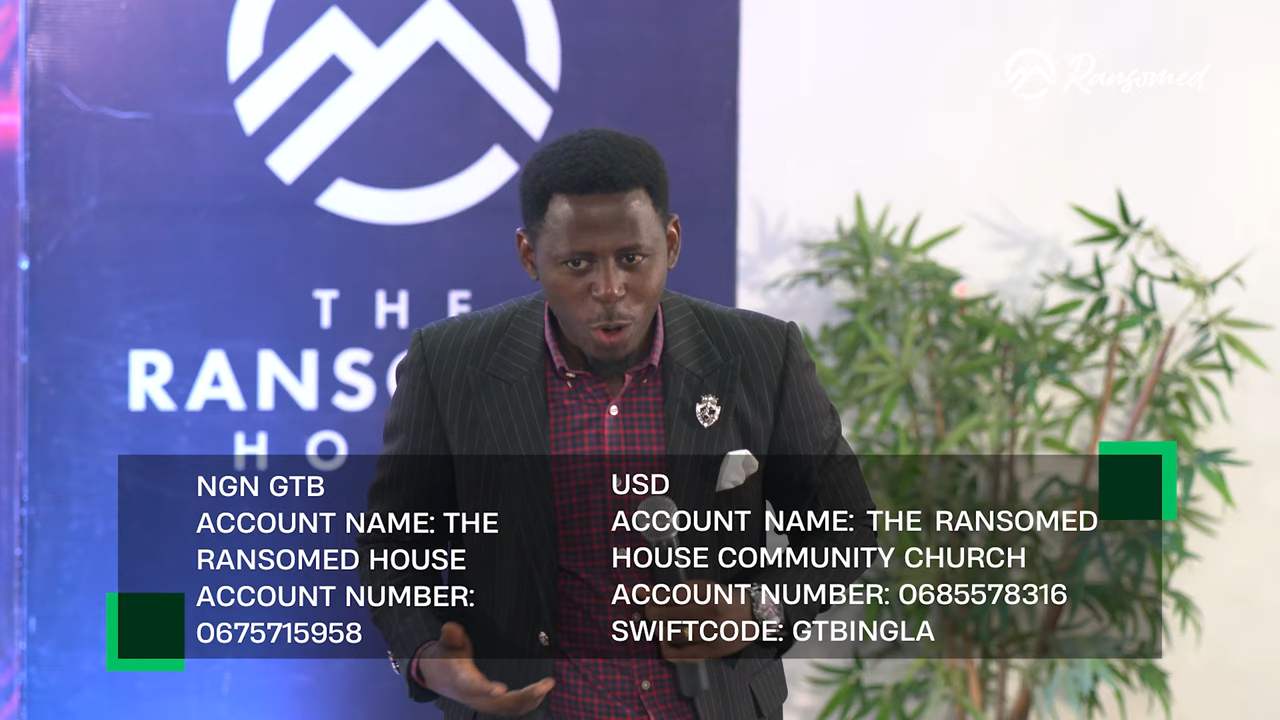 Ransomed
THE
RANSO
HO
NGN GTB
ACCOUNT NAME: THE
RANSOMED HOUSE
ACCOUNT NUMBER:
0675715958
USD
ACCOUNT NAME: THE RANSOMED
HOUSE COMMUNITY CHURCH
ACCOUNT NUMBER: 0685578316
SWIFTCODE: GTBINGLA